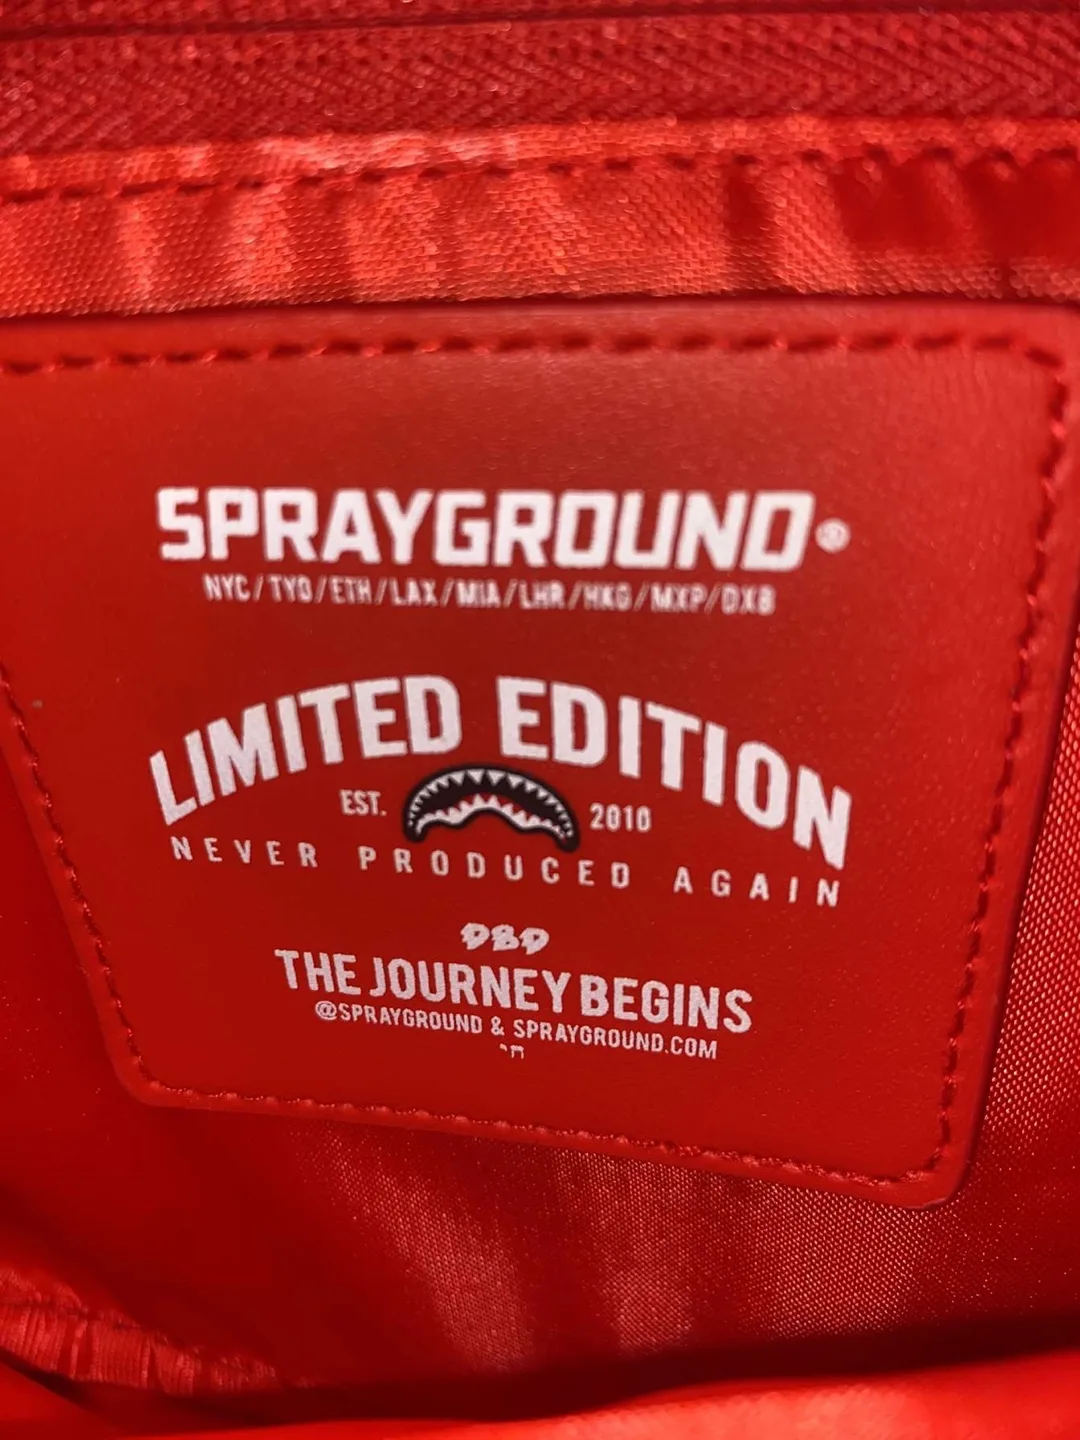 SPRAYGROUND®
NYC/TYO/ETH/LAX/MIA/LHR/HKG/MXP/DXB
LIMITED EDITION
EST. 2010
NEVER PRODUCED AGAIN
DBD
THE JOURNEY BEGINS
@SPRAYGROUND & SPRAYGROUND.COM